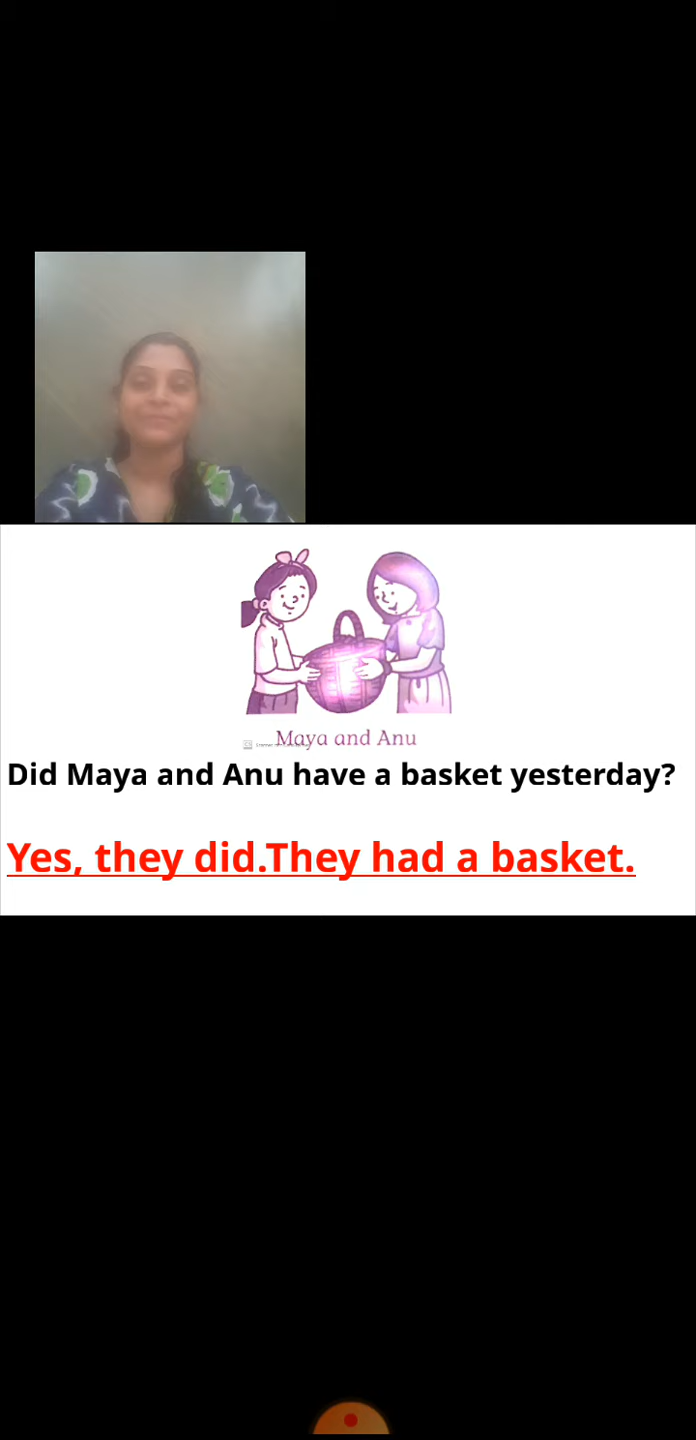 Maya and Anu
Did Maya and Anu have a basket yesterday?
Yes, they did.They had a basket.